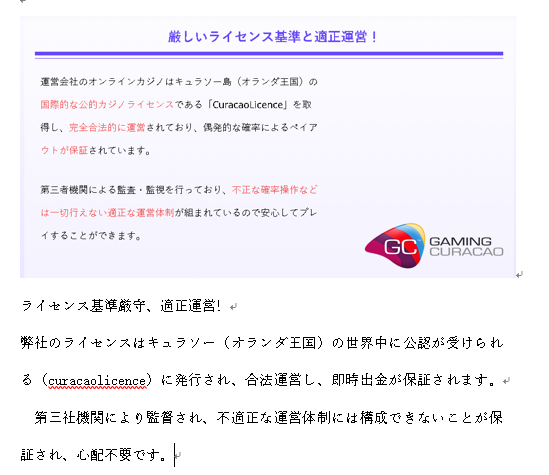 厳しいライセンス基準と適正運営！
運営会社のオンラインカジノはキュラソー島（オランダ王国）の
国際的な公的カジノライセンスである「CuracaoLicence」を取
得し、完全合法的に運営されており、偶発的な確率によるペイア
ウトが保証されています。
第三者機関による監査・監視を行っており、不正な確率操作など
は一切行えない適正な運営体制が組まれているので安心してプレ
イすることができます。
GC GAMING
CURACAO
ライセンス基準厳守、適正運営!
弊社のライセンスはキュラソー（オランダ王国）の世界中に公認が受けられ
る（curacaolicence）に発行され、合法運営し、即時出金が保証されます。
第三社機関により監督され、不適正な運営体制には構成できないことが保
証され、心配不要です。